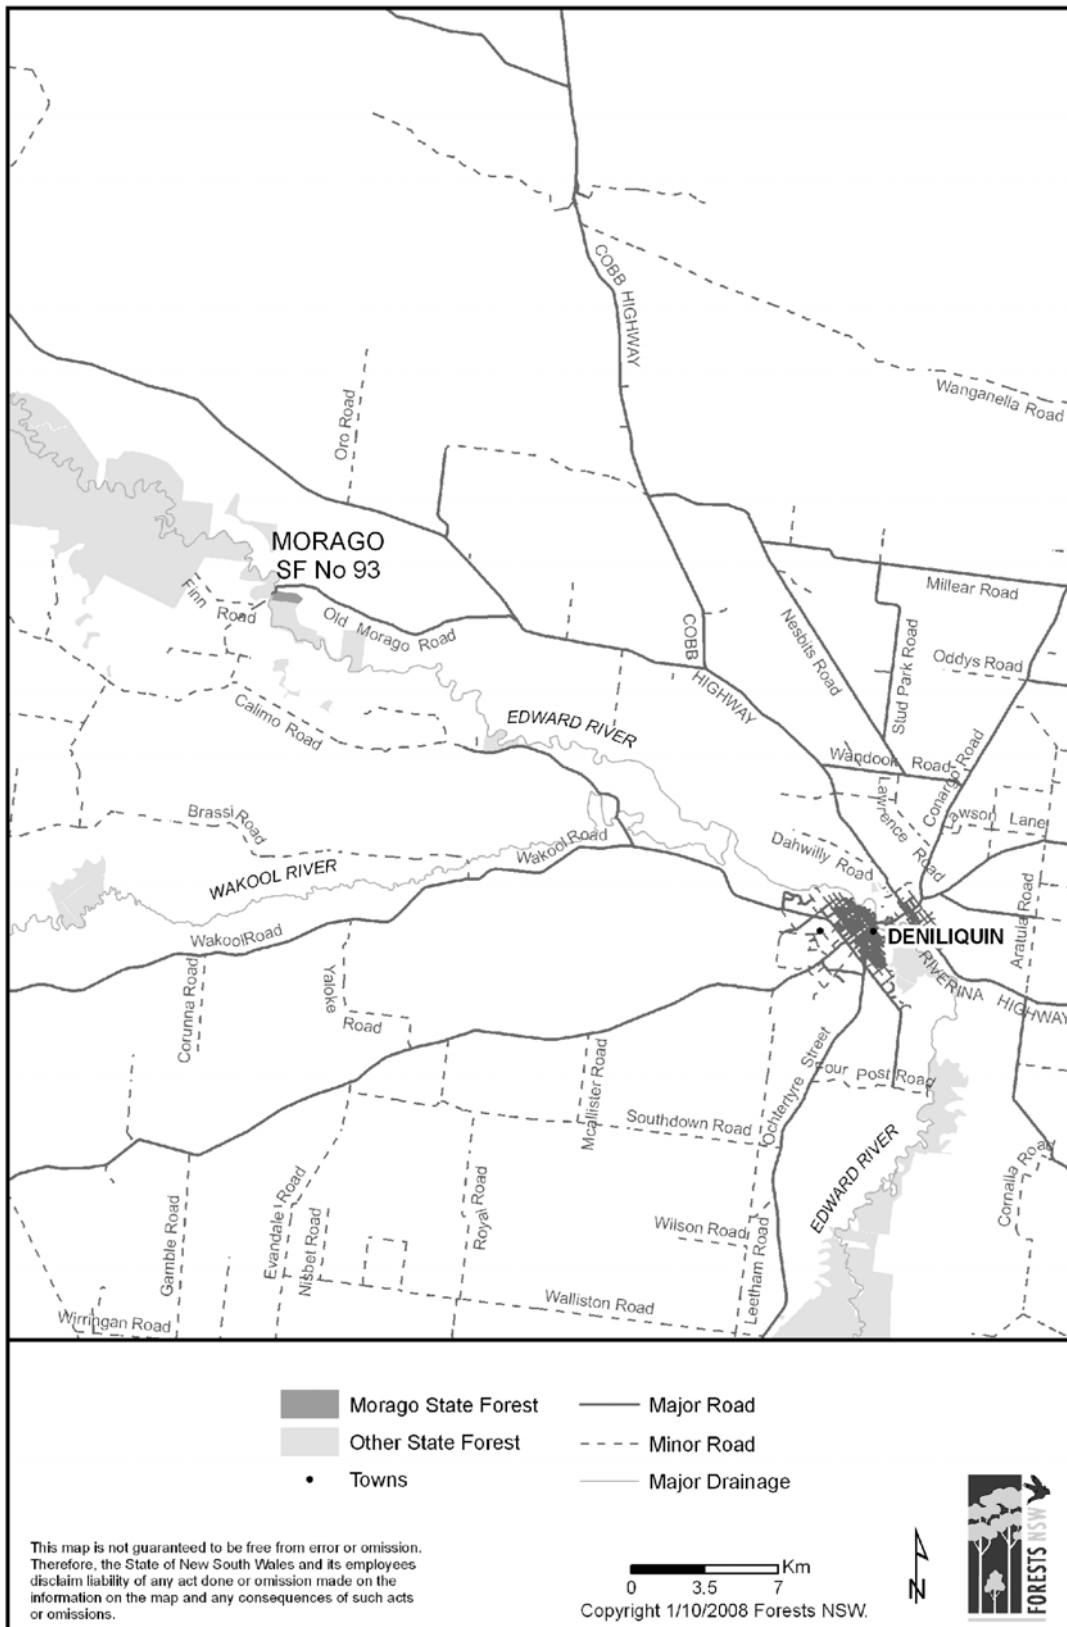 COBB HIGHWAY
Wanganella Road
Oro Road
MORAGO
SF No 93
Finn
Road
Old Morago Road
COBB
HIGHWAY
Millear Road
Nesbits Road
Stud Park Road
Oddys Road
Calimo Road
EDWARD RIVER
Wandook Road
Conargo Road
Lawrence Road
Lawson Lane
Brassi Road
Dahwilly Road
Wakool Road
WAKOOL RIVER
Aratula Road
WakoolRoad
DENILIQUIN
RIVERINA HIGHWAY
Corunna Road
Yaloke
Road
Mcallister Road
Ochtertyre Street
Four Post Road
Southdown Road
EDWARD RIVER
Cornalla Road
Gamble Road
Evandale Road
Nisbet Road
Royal Road
Wilson Road
Leetham Road
Walliston Road
Wirringan Road
Morago State Forest
Major Road
Other State Forest
Minor Road
Towns
Major Drainage
This map is not guaranteed to be free from error or omission.
Therefore, the State of New South Wales and its employees
disclaim liability of any act done or omission made on the
information on the map and any consequences of such acts
or omissions.
Km
0 3.5 7
Copyright 1/10/2008 Forests NSW.
N
FORESTS NSW